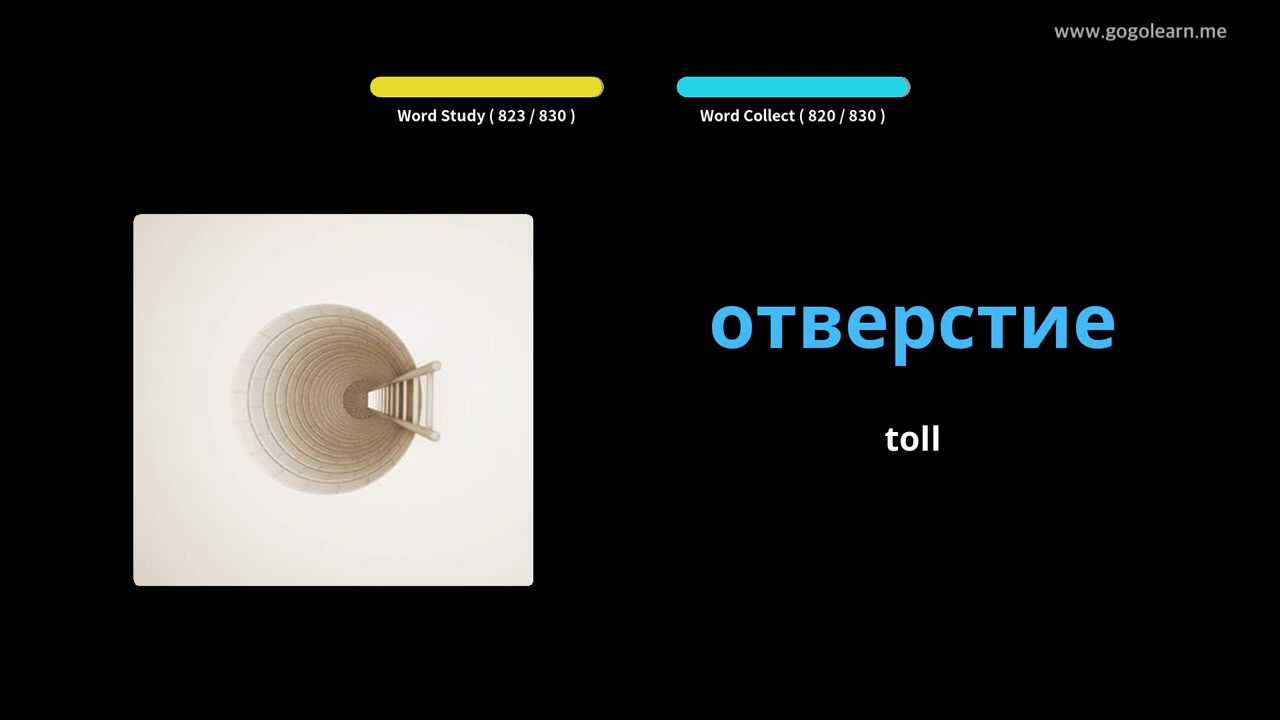 www.gogolearn.me
Word Study ( 823 / 830 )
Word Collect ( 820 / 830 )
отверстие
toll